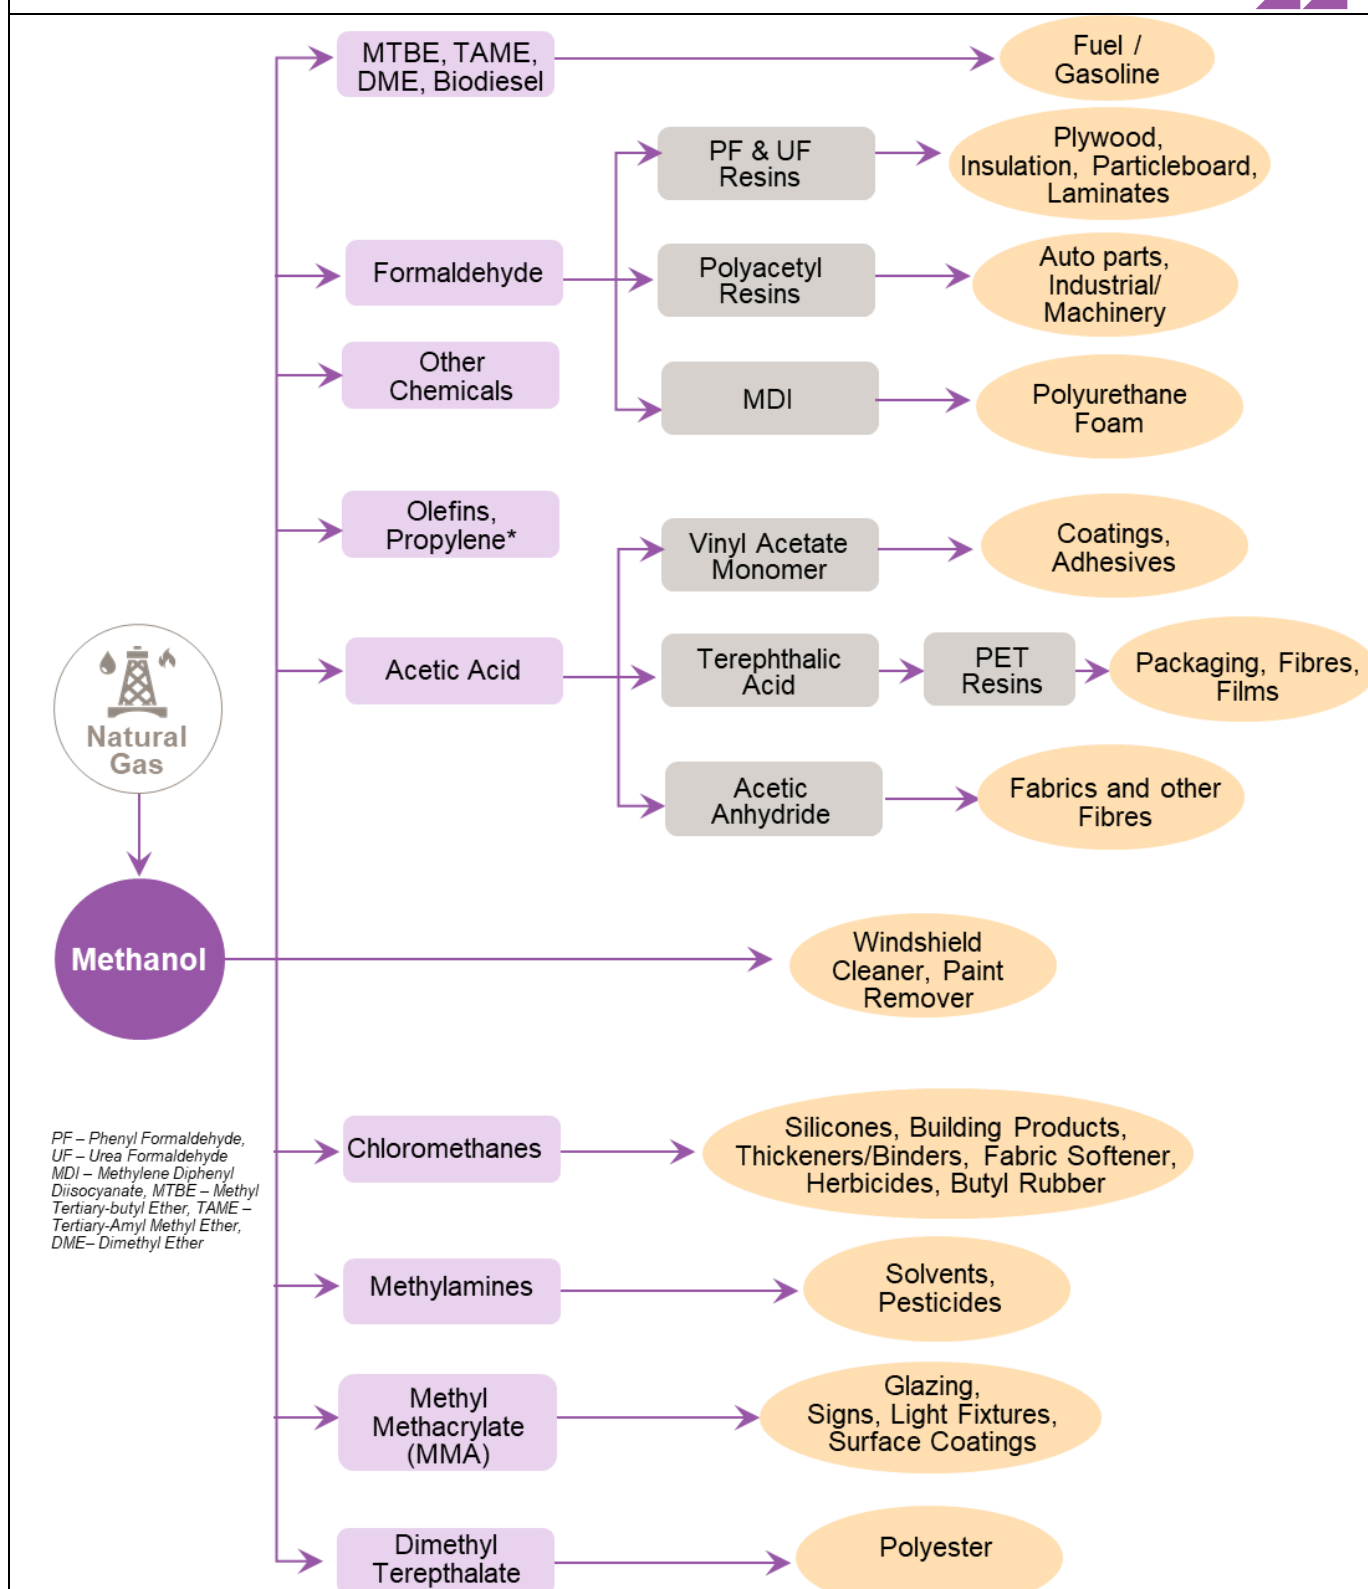 MTBE, TAME,
DME, Biodiesel
Fuel /
Gasoline
PF & UF
Resins
Plywood,
Insulation, Particleboard,
Laminates
Formaldehyde
Polyacetyl
Resins
Auto parts,
Industrial/
Machinery
Other
Chemicals
MDI
Polyurethane
Foam
Olefins,
Propylene*
Vinyl Acetate
Monomer
Coatings,
Adhesives
Acetic Acid
Terephthalic
Acid
PET
Resins
Packaging, Fibres,
Films
Natural
Gas
Acetic
Anhydride
Fabrics and other
Fibres
Methanol
Windshield
Cleaner, Paint
Remover
PF – Phenyl Formaldehyde,
UF – Urea Formaldehyde
MDI – Methylene Diphenyl
Diisocyanate, MTBE – Methyl
Tertiary-butyl Ether, TAME –
Tertiary-Amyl Methyl Ether,
DME– Dimethyl Ether
Chloromethanes
Silicones, Building Products,
Thickeners/Binders, Fabric Softener,
Herbicides, Butyl Rubber
Methylamines
Solvents,
Pesticides
Methyl
Methacrylate
(MMA)
Glazing,
Signs, Light Fixtures,
Surface Coatings
Dimethyl
Terepthalate
Polyester